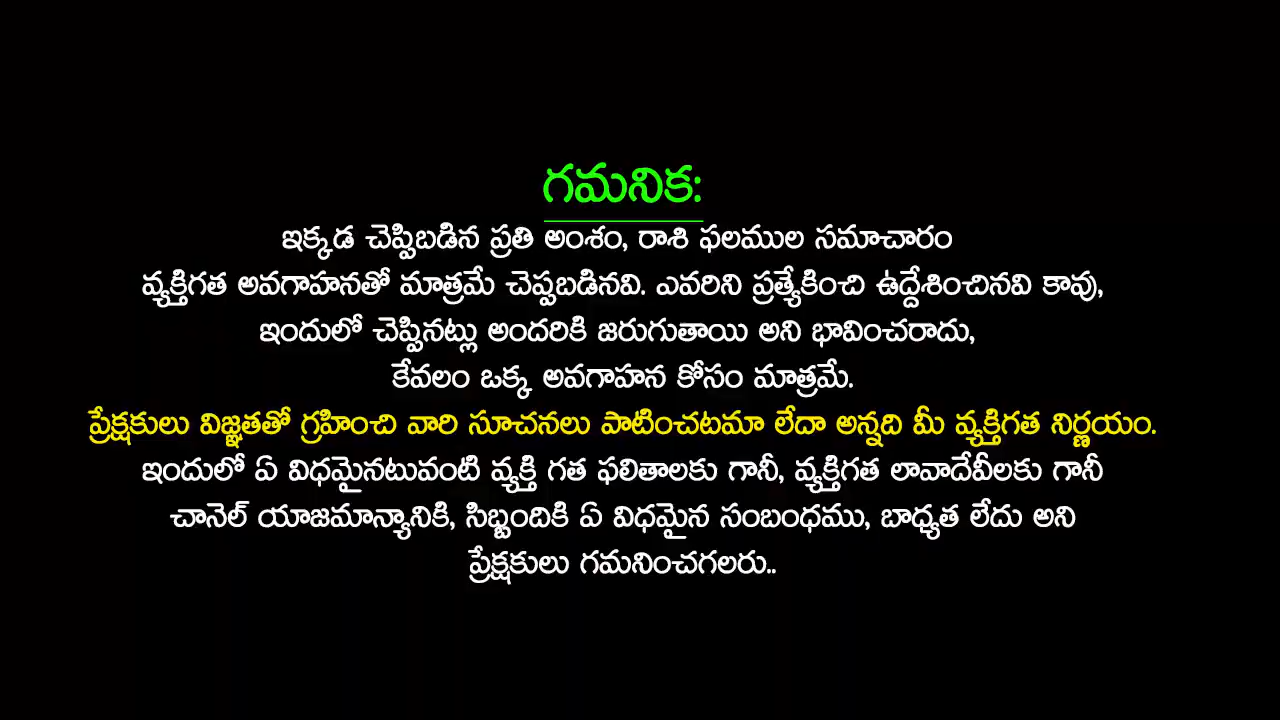 గమనిక:
ఇక్కడ చెప్పిబడిన ప్రతి అంశం, రాశి ఫలముల సమాచారం
వ్యక్తిగత అవగాహనతో మాత్రమే చెప్పబడినవి. ఎవరిని ప్రత్యేకించి ఉద్దేశించినవి కావు,
ఇందులో చెప్పినట్లు అందరికి జరుగుతాయి అని భావించరాదు,
కేవలం ఒక్క అవగాహన కోసం మాత్రమే.
ప్రేక్షకులు విజ్ఞతతో గ్రహించి వారి సూచనలు పాటించటమా లేదా అన్నది మీ వ్యక్తిగత నిర్ణయం.
ఇందులో ఏ విధమైనటువంటి వ్యక్తి గత ఫలితాలకు గానీ, వ్యక్తిగత లావాదేవీలకు గానీ
చానెల్ యాజమాన్యానికి, సిబ్బందికి ఏ విధమైన సంబంధము, బాధ్యత లేదు అని
ప్రేక్షకులు గమనించగలరు..